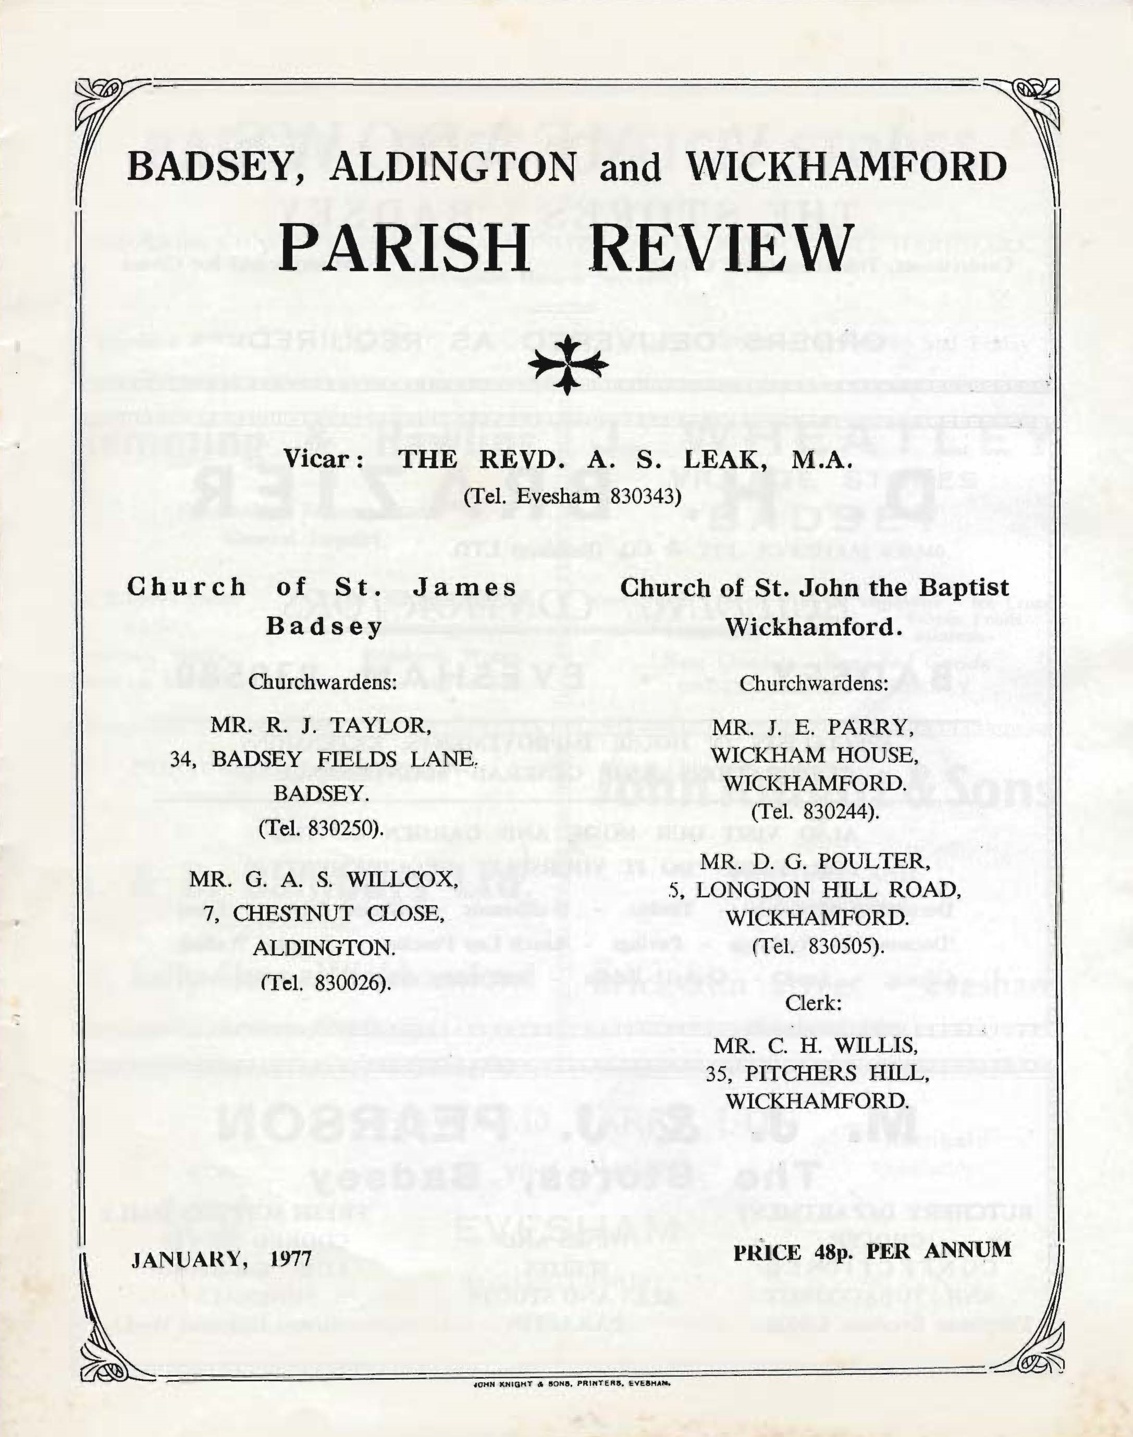 BADSEY, ALDINGTON and WICKHAMFORD
PARISH REVIEW
Vicar: THE REVD. A. S. LEAK, M.A.
(Tel. Evesham 830343)
Church of St. James
Badsey
Churchwardens:
MR. R. J. TAYLOR,
34, BADSEY FIELDS LANE.
BADSEY.
(Tel. 830250).
MR. G. A. S. WILLCOX,
7, CHESTNUT CLOSE,
ALDINGTON.
(Tel. 830026).
Church of St. John the Baptist
Wickhamford.
Churchwardens:
MR. J. E. PARRY,
WICKHAM HOUSE,
WICKHAMFORD.
(Tel. 830244).
MR. D. G. POULTER,
5, LONGDON HILL ROAD,
WICKHAMFORD.
(Tel. 830505).
Clerk:
MR. C. H. WILLIS,
35, PITCHERS HILL,
WICKHAMFORD.
JANUARY, 1977
PRICE 48p. PER ANNUM
JOHN KNIGHT & SONS, PRINTERS, EVESHAM.